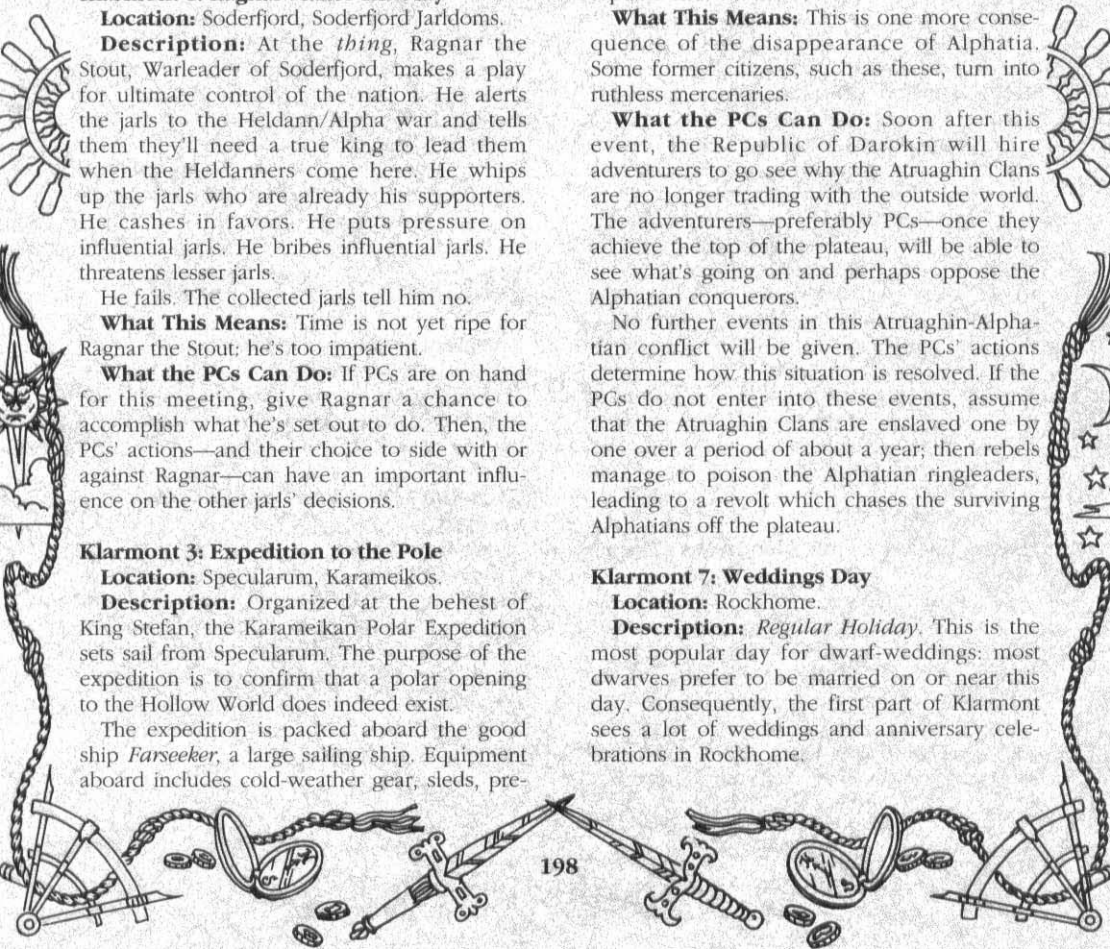 Location: Soderfjord, Soderfjord Jarldoms.
Description: At the thing, Ragnar the
Stout, Warleader of Soderfjord, makes a play
for ultimate control of the nation. He alerts
the jarls to the Heldann/Alpha war and tells
them they'll need a true king to lead them
when the Heldanners come here. He whips
up the jarls who are already his supporters.
He cashes in favors. He puts pressure on
influential jarls. He bribes influential jarls. He
threatens lesser jarls.
He fails. The collected jarls tell him no.
What This Means: Time is not yet ripe for
Ragnar the Stout: he's too impatient.
What the PCs Can Do: If PCs are on hand
for this meeting, give Ragnar a chance to
accomplish what he's set out to do. Then, the
PCs' actions—and their choice to side with or
against Ragnar—can have an important influ-
ence on the other jarls' decisions.
Klarmont 3: Expedition to the Pole
Location: Specularum, Karameikos.
Description: Organized at the behest of
King Stefan, the Karameikan Polar Expedition
sets sail from Specularum. The purpose of the
expedition is to confirm that a polar opening
to the Hollow World does indeed exist.
The expedition is packed aboard the good
ship Farseeker, a large sailing ship. Equipment
aboard includes cold-weather gear, sleds, pre-
What This Means: This is one more conse-
quence of the disappearance of Alphatia.
Some former citizens, such as these, turn into
ruthless mercenaries.
What the PCs Can Do: Soon after this
event, the Republic of Darokin will hire
adventurers to go see why the Atruaghin Clans
are no longer trading with the outside world.
The adventurers—preferably PCs—once they
achieve the top of the plateau, will be able to
see what's going on and perhaps oppose the
Alphatian conquerors.
No further events in this Atruaghin-Alpha-
tian conflict will be given. The PCs' actions
determine how this situation is resolved. If the
PCs do not enter into these events, assume
that the Atruaghin Clans are enslaved one by
one over a period of about a year; then rebels
manage to poison the Alphatian ringleaders,
leading to a revolt which chases the surviving
Alphatians off the plateau.
Klarmont 7: Weddings Day
Location: Rockhome.
Description: Regular Holiday. This is the
most popular day for dwarf-weddings: most
dwarves prefer to be married on or near this
day. Consequently, the first part of Klarmont
sees a lot of weddings and anniversary cele-
brations in Rockhome.
198